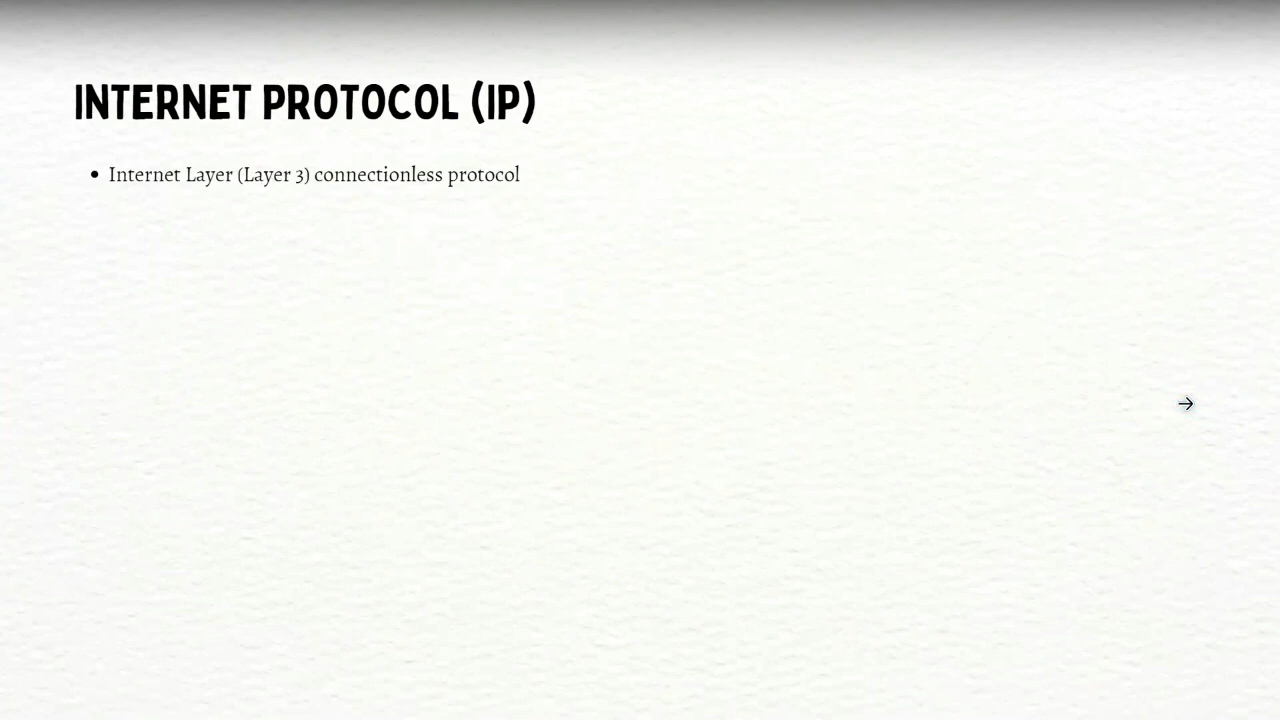 INTERNET PROTOCOL (IP)
• Internet Layer (Layer 3) connectionless protocol